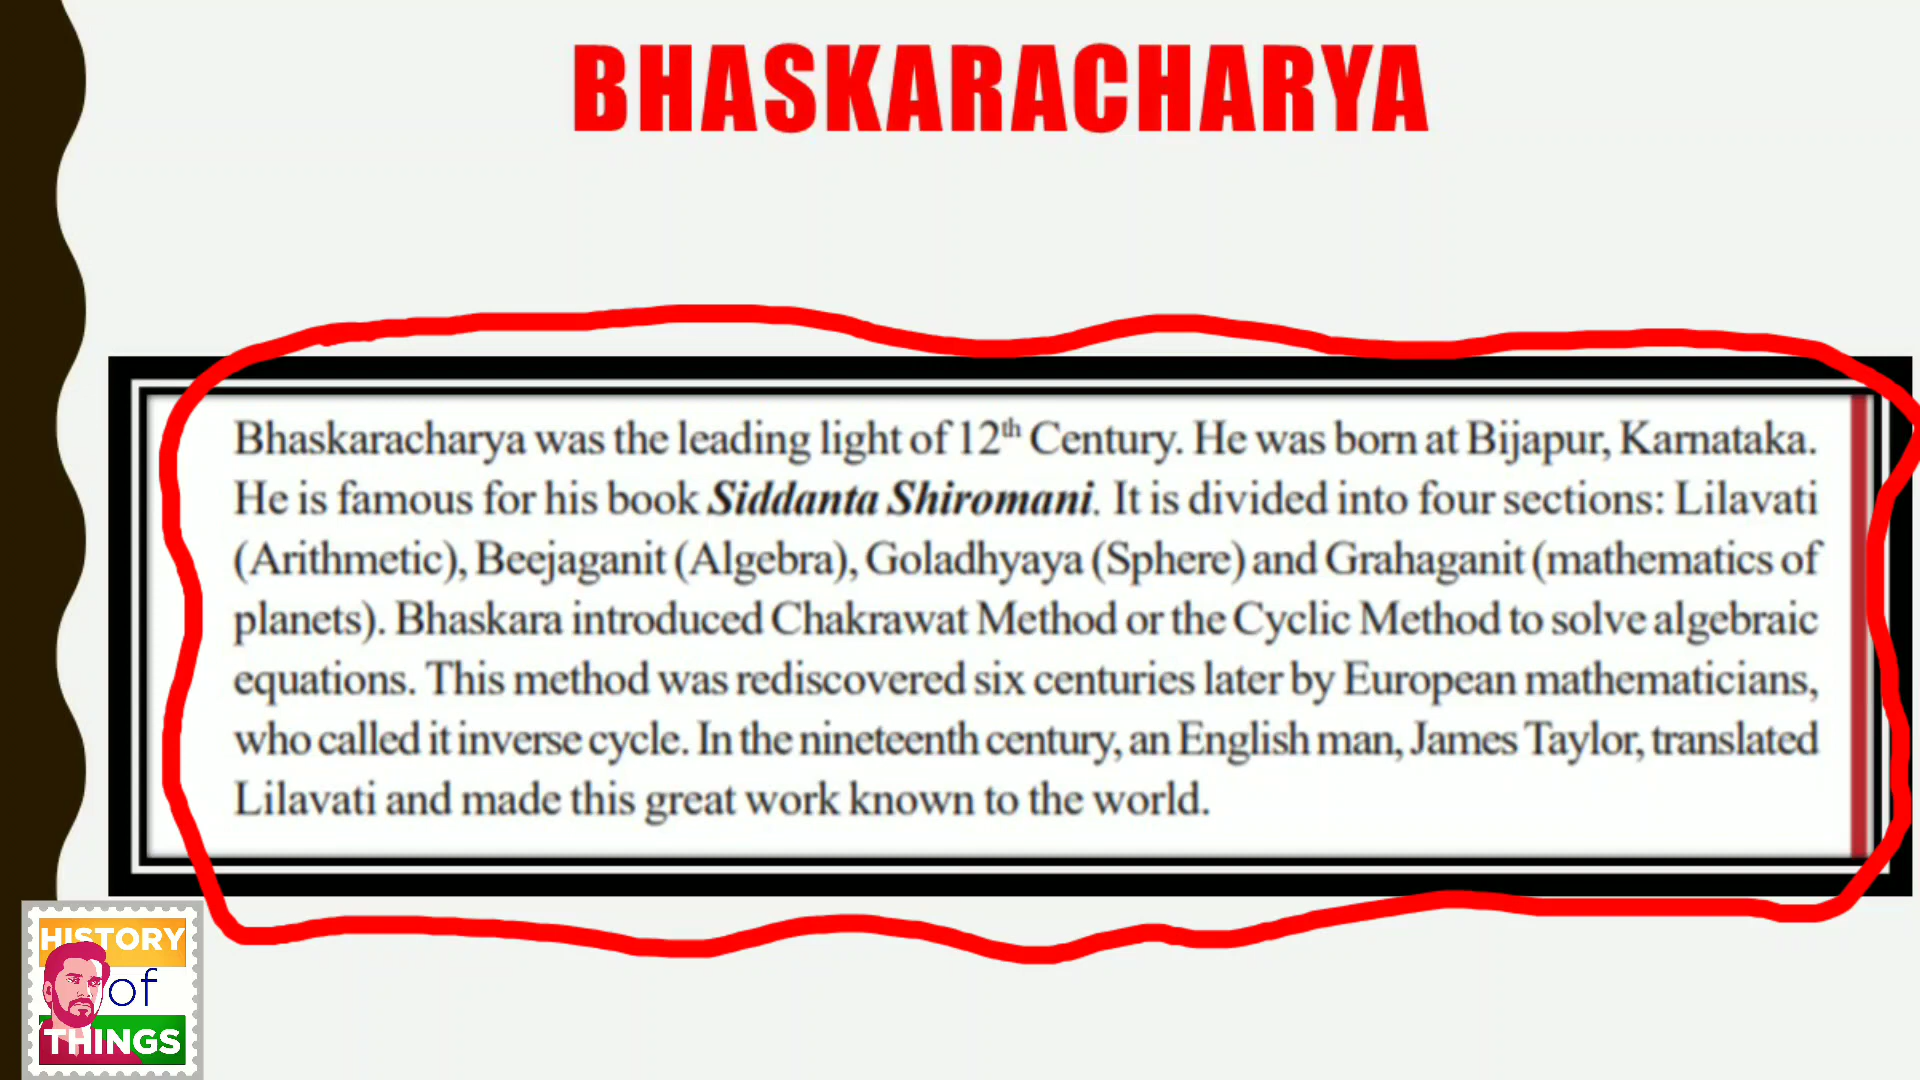 BHASKARACHARYA
Bhaskaracharya was the leading light of 12th Century. He was born at Bijapur, Karnataka.
He is famous for his book Siddanta Shiromani. It is divided into four sections: Lilavati
(Arithmetic), Beejaganit (Algebra), Goladhyaya (Sphere) and Grahaganit (mathematics of
planets). Bhaskara introduced Chakrawat Method or the Cyclic Method to solve algebraic
equations. This method was rediscovered six centuries later by European mathematicians,
who called it inverse cycle. In the nineteenth century, an English man, James Taylor, translated
Lilavati and made this great work known to the world.
HISTORY
of
THINGS